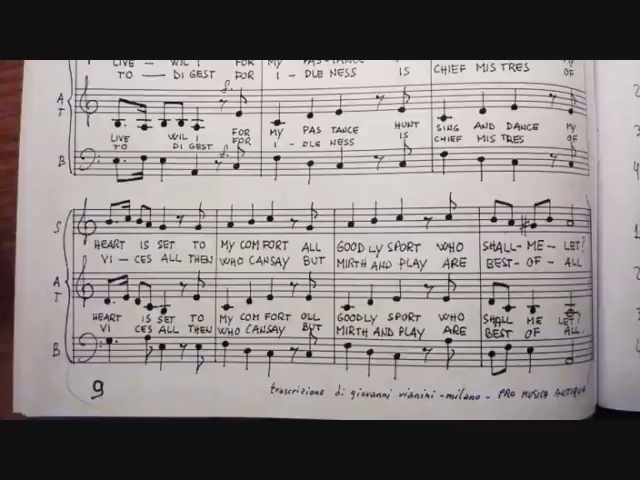 LIVE - WIL I FOR MY PAS-TANCE
TO - DI GEST FOR I - DLE NESS IS CHIEF MIS TRES OF
A
T
LIVE WIL I FOR MY PAS TANCE HUNT SING AND DANCE MY
TO DI GEST FOR I - DLE NESS IS CHIEF MIS TRES OF
B
S
HEART IS SET TO MY COM FORT ALL GOOD LY SPORT WHO SHALL-ME-LET?
VI - CES ALL THEN WHO CANSAY BUT MIRTH AND PLAY ARE BEST-OF-ALL
A
T
HEART IS SET TO MY COM FORT OLL GOODLY SPORT WHO SHALL ME LET?
VI CES ALL THEN WHO CANSAY BUT MIRTH AND PLAY ARE BEST OF ALL
B
9
trascrizione di giovanni vianini - milano - PRO MUSICA ANTIQUA